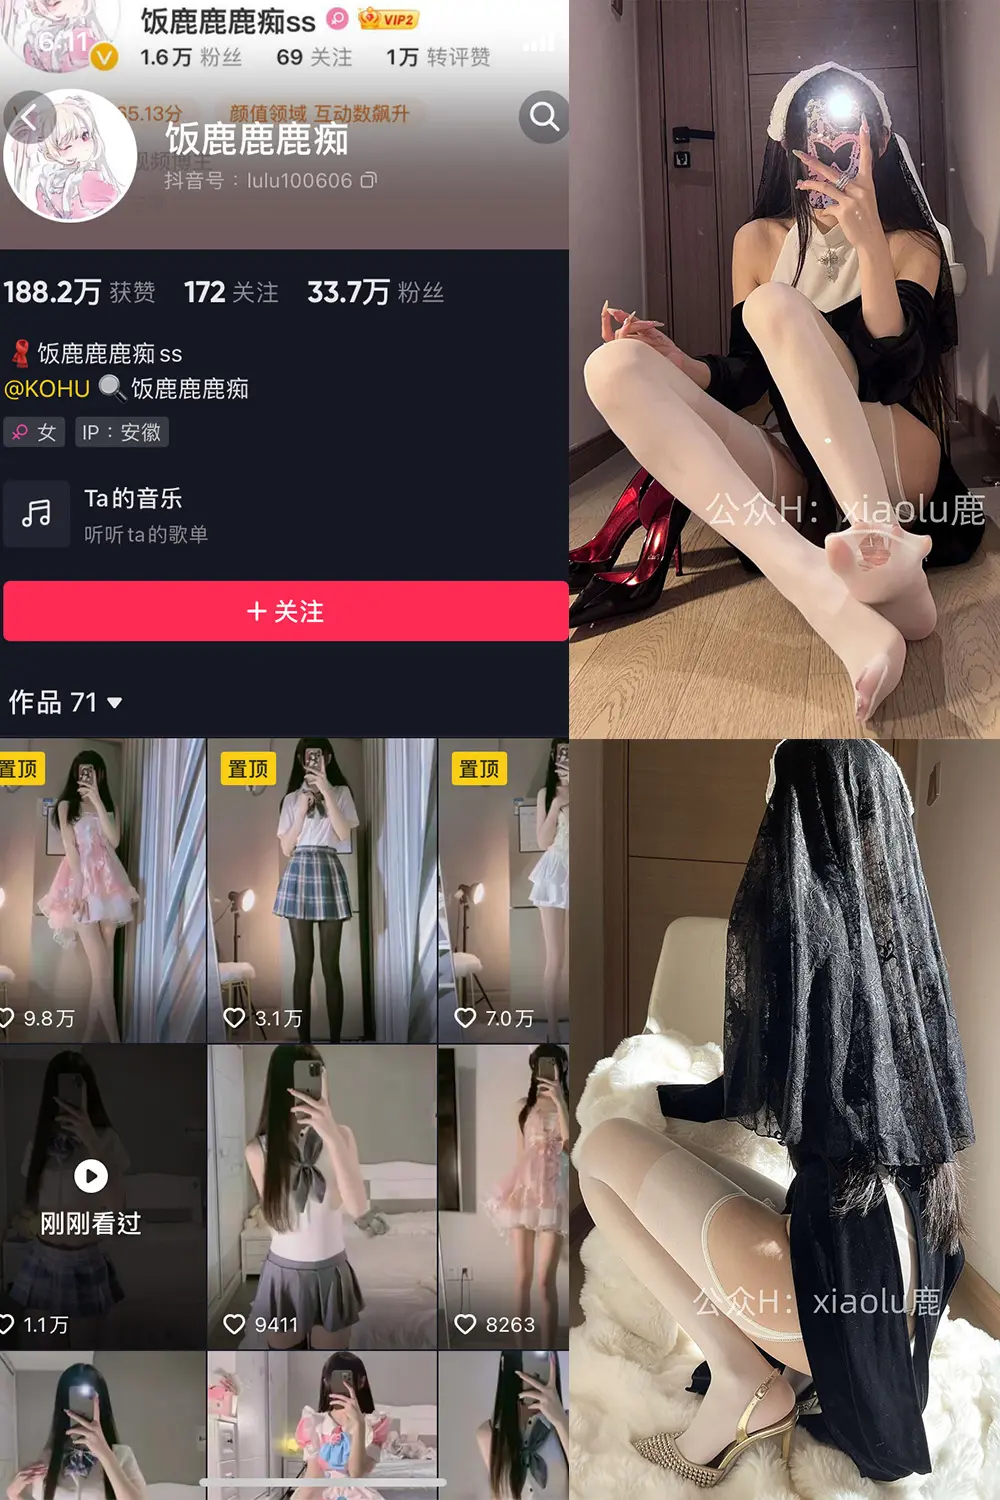 饭鹿鹿鹿痴ss
VIP2
6:11
1.6万 粉丝 69 关注 1万 转评赞
65.13分
颜值领域 互动数飙升
饭鹿鹿鹿痴
视频博主
抖音号：lulu100606
188.2万 获赞 172 关注 33.7万 粉丝
饭鹿鹿鹿痴ss
@KOHU 饭鹿鹿鹿痴
女 IP：安徽
Ta的音乐
听听ta的歌单
+ 关注
作品 71
置顶 置顶 置顶
9.8万 3.1万 7.0万
刚刚看过
1.1万 9411 8263
公众H：xiaolu鹿
公众H：xiaolu鹿